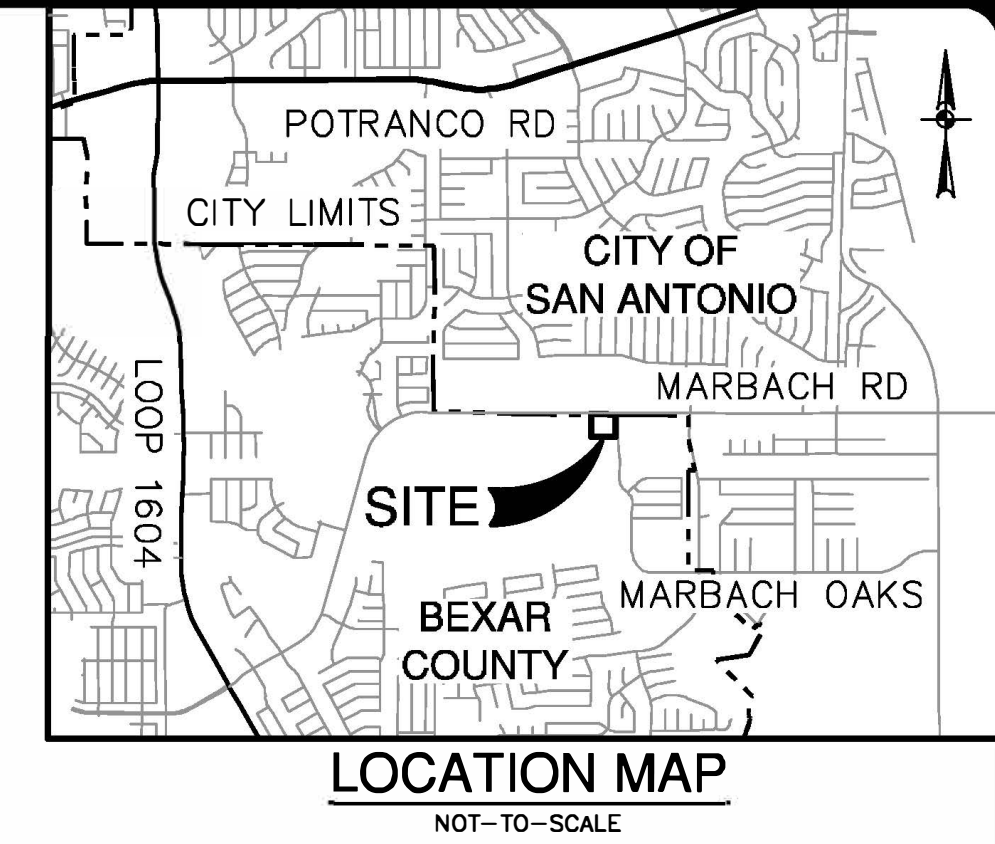 POTRANCO RD
CITY LIMITS
CITY OF
SAN ANTONIO
MARBACH RD
LOOP 1604
SITE
MARBACH OAKS
BEXAR
COUNTY
LOCATION MAP
NOT-TO-SCALE